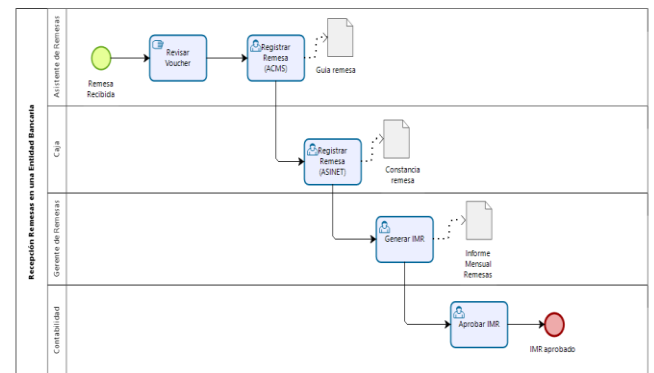 Recepción Remesas en una Entidad Bancaria
Asistente de Remesas
Remesa
Recibida
Revisar
Voucher
Registrar
Remesa
(ACMS)
Guia remesa
Caja
Registrar
Remesa
(ASINET)
Constancia
remesa
Gerente de Remesas
Generar IMR
Informe
Mensual
Remesas
Contabilidad
Aprobar IMR
IMR aprobado